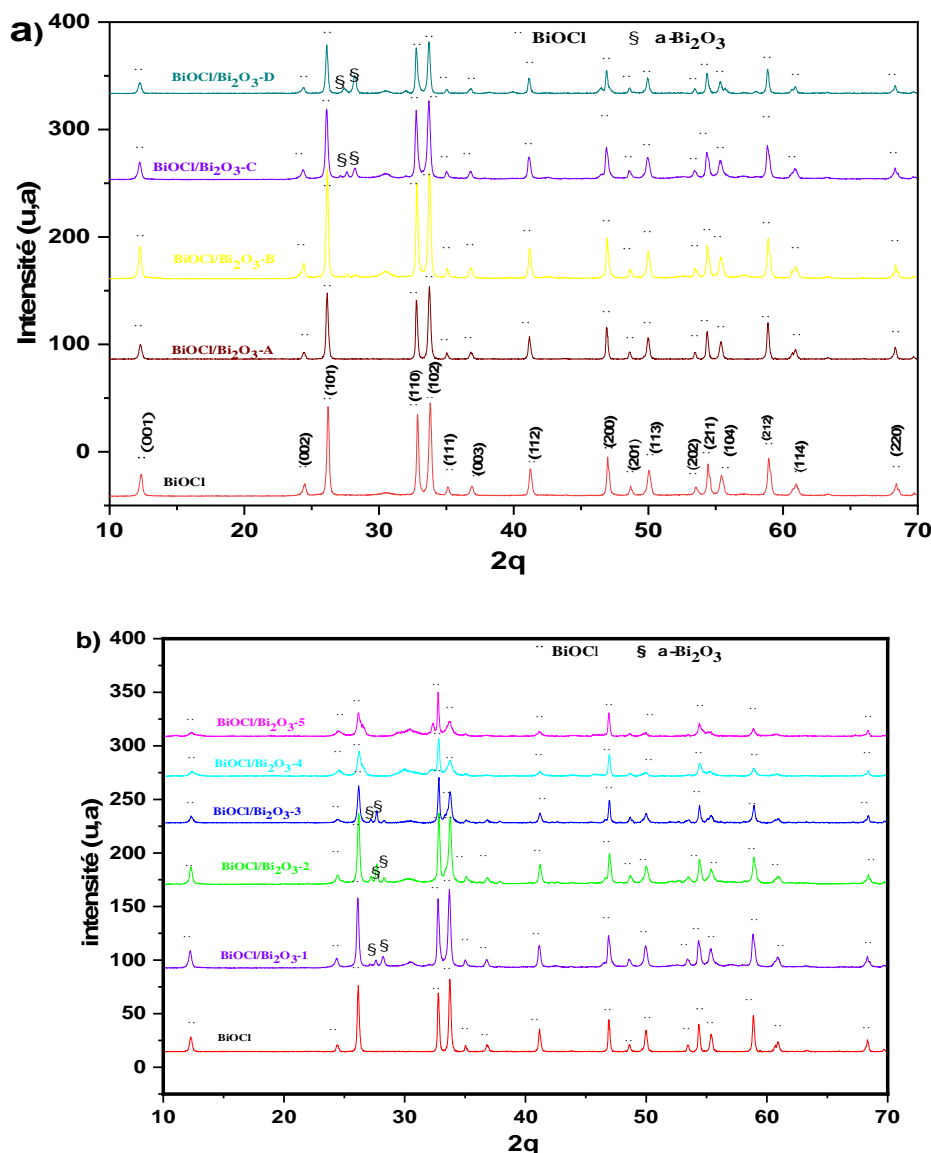 a)
400
BiOCl § a-Bi2O3
BiOCl/Bi2O3-D
§ §
300
BiOCl/Bi2O3-C
§ §
Intensité (u,a)
200
BiOCl/Bi2O3-B
100
BiOCl/Bi2O3-A
(001) (002) (101) (110) (102) (111) (003) (112) (200) (201) (113) (202) (211) (104) (212) (114) (220)
0
BiOCl
10 20 30 40 50 60 70
2q
b)
400
BiOCl § a-Bi2O3
350
BiOCl/Bi2O3-5
300
BiOCl/Bi2O3-4
250
BiOCl/Bi2O3-3
§ §
200
BiOCl/Bi2O3-2
§ § §
intensité (u,a)
150
BiOCl/Bi2O3-1
§ §
100
50
BiOCl
0
10 20 30 40 50 60 70
2q